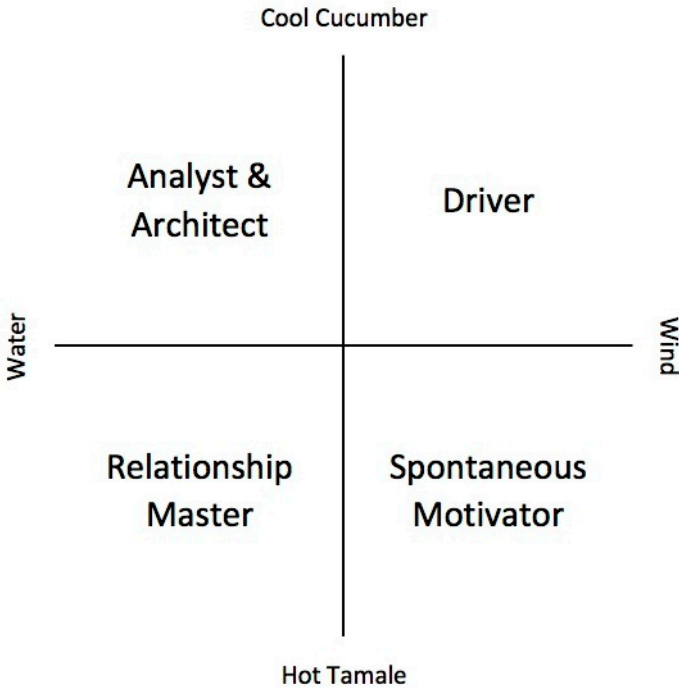 Cool Cucumber
Analyst &
Architect
Driver
Water
Wind
Relationship
Master
Spontaneous
Motivator
Hot Tamale